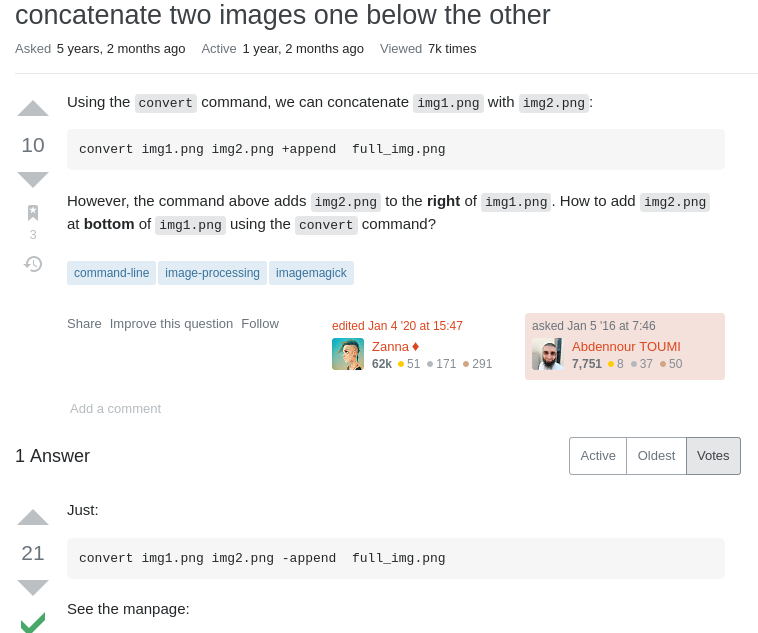 concatenate two images one below the other
Asked 5 years, 2 months ago Active 1 year, 2 months ago Viewed 7k times
Using the convert command, we can concatenate img1.png with img2.png:
10
convert img1.png img2.png +append  full_img.png
However, the command above adds img2.png to the right of img1.png. How to add img2.png
at bottom of img1.png using the convert command?
3
command-line image-processing imagemagick
Share Improve this question Follow
edited Jan 4 '20 at 15:47
Zanna ♦
62k 51 171 291
asked Jan 5 '16 at 7:46
Abdennour TOUMI
7,751 8 37 50
Add a comment
1 Answer
Active Oldest Votes
Just:
21
convert img1.png img2.png -append  full_img.png
See the manpage: